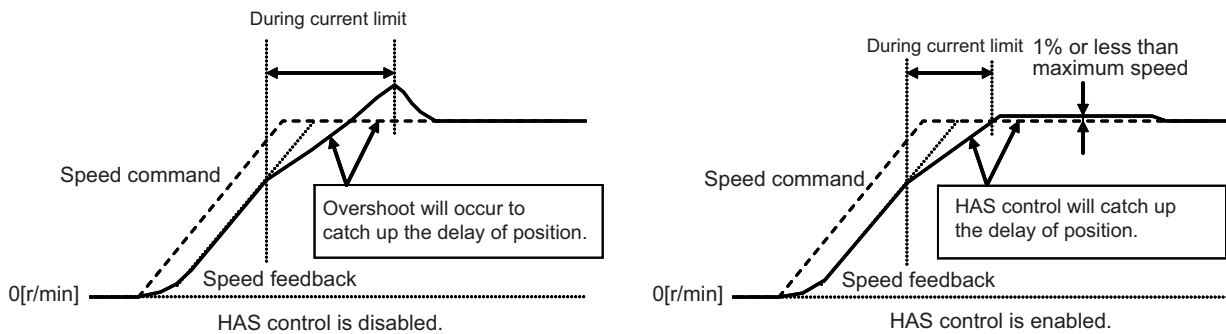 During current limit
Speed command
Overshoot will occur to
catch up the delay of position.
Speed feedback
0[r/min]
HAS control is disabled.
During current limit
1% or less than
maximum speed
Speed command
HAS control will catch up
the delay of position.
Speed feedback
0[r/min]
HAS control is enabled.